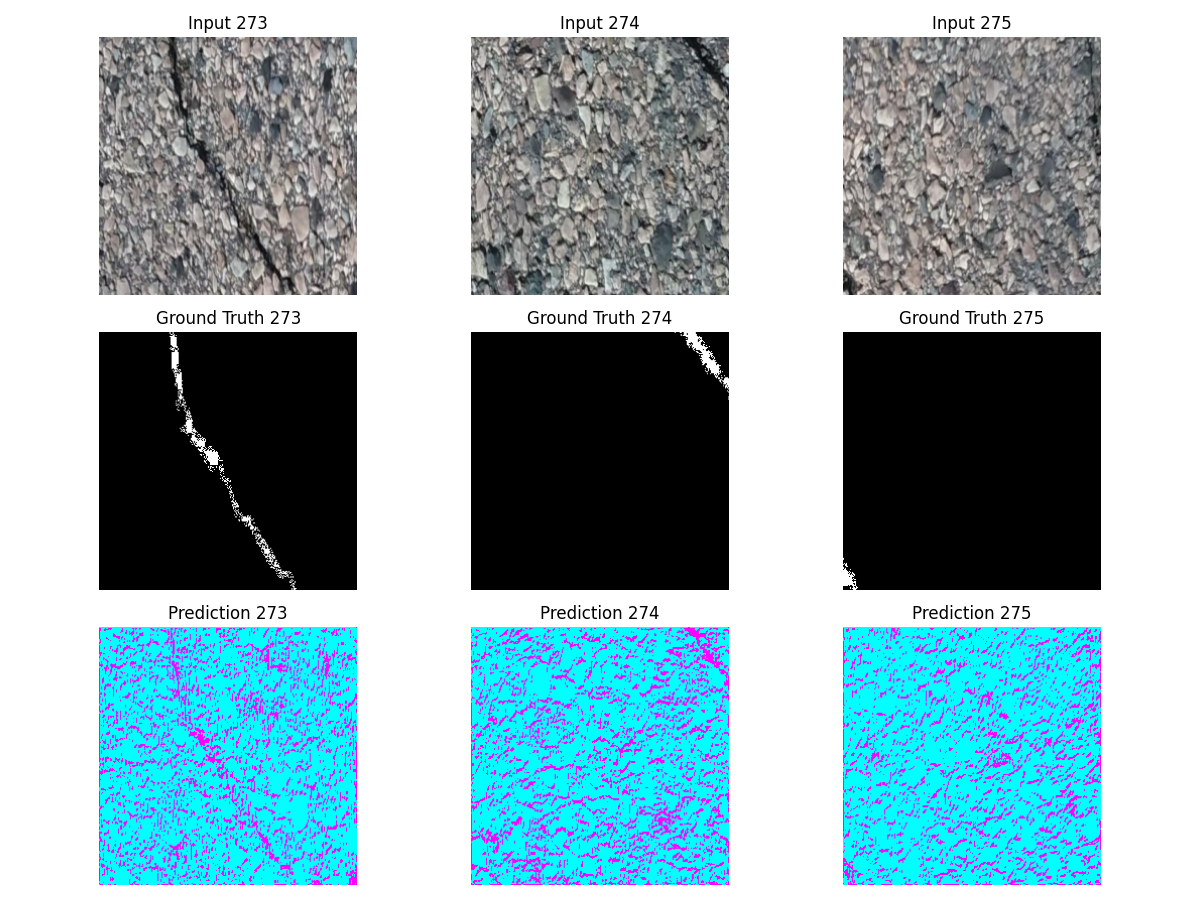 Input 273
Input 274
Input 275
Ground Truth 273
Ground Truth 274
Ground Truth 275
Prediction 273
Prediction 274
Prediction 275